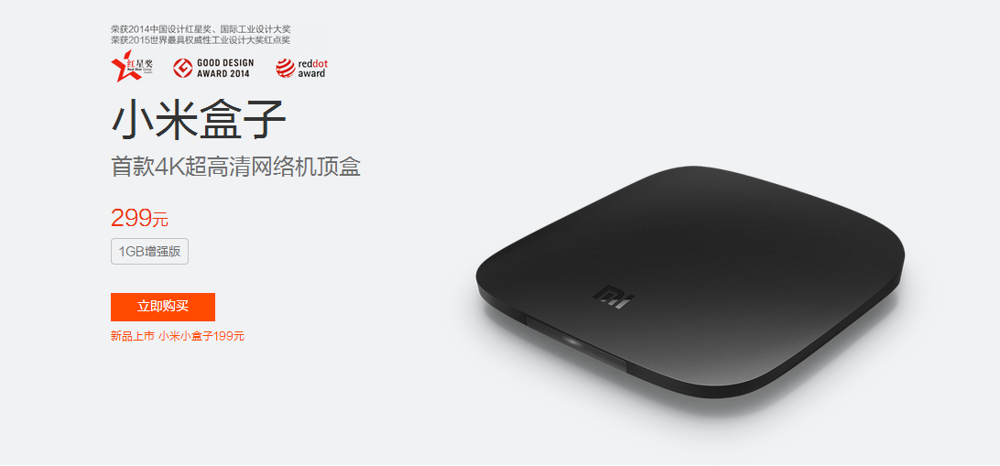 荣获2014中国设计红星奖、国际工业设计大奖
荣获2015世界最具权威性工业设计大奖红点奖
红星奖
Red Star Design
Award
GOOD DESIGN
AWARD 2014
reddot
award
小米盒子
首款4K超高清网络机顶盒
299元
1GB增强版
立即购买
新品上市 小米小盒子199元
MI